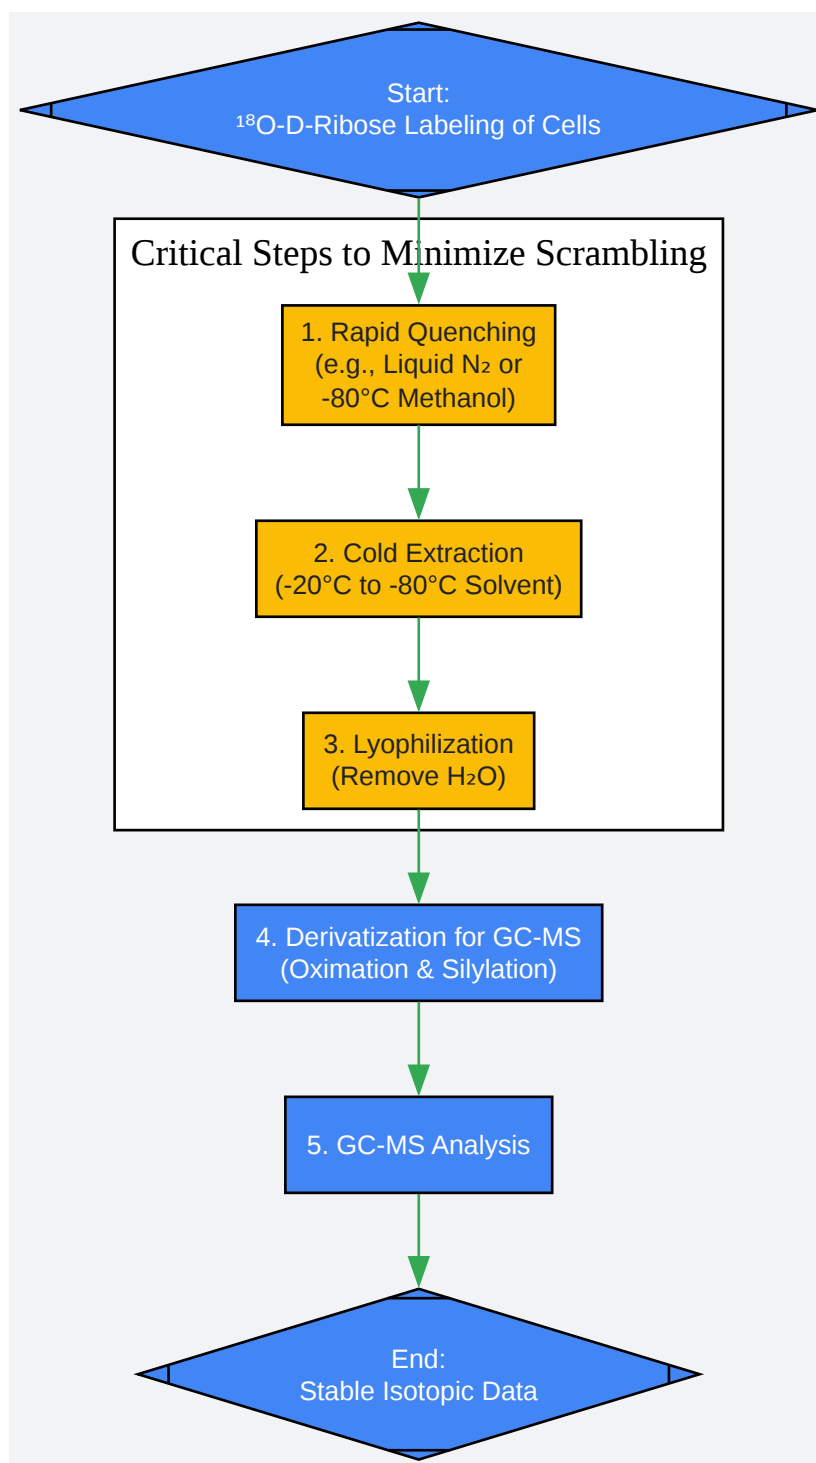 Start:
¹⁸O-D-Ribose Labeling of Cells
Critical Steps to Minimize Scrambling
1. Rapid Quenching
(e.g., Liquid N₂ or
-80°C Methanol)
2. Cold Extraction
(-20°C to -80°C Solvent)
3. Lyophilization
(Remove H₂O)
4. Derivatization for GC-MS
(Oximation & Silylation)
5. GC-MS Analysis
End:
Stable Isotopic Data